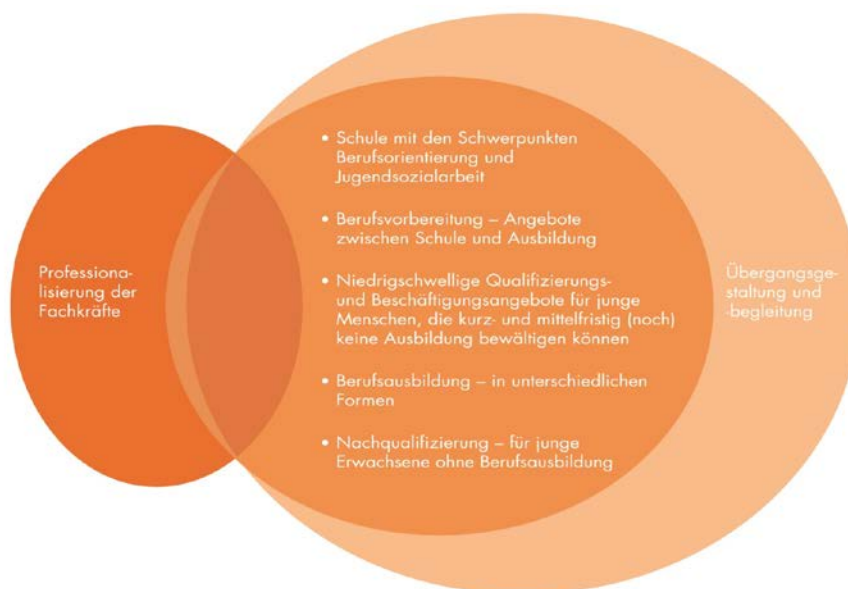 Professiona-
lisierung der
Fachkräfte
• Schule mit den Schwerpunkten
Berufsorientierung und
Jugendsozialarbeit
• Berufsvorbereitung – Angebote
zwischen Schule und Ausbildung
• Niedrigschwellige Qualifizierungs-
und Beschäftigungsangebote für junge
Menschen, die kurz- und mittelfristig (noch)
keine Ausbildung bewältigen können
• Berufsausbildung – in unterschiedlichen
Formen
• Nachqualifizierung – für junge
Erwachsene ohne Berufsausbildung
Übergangsge-
staltung und
-begleitung